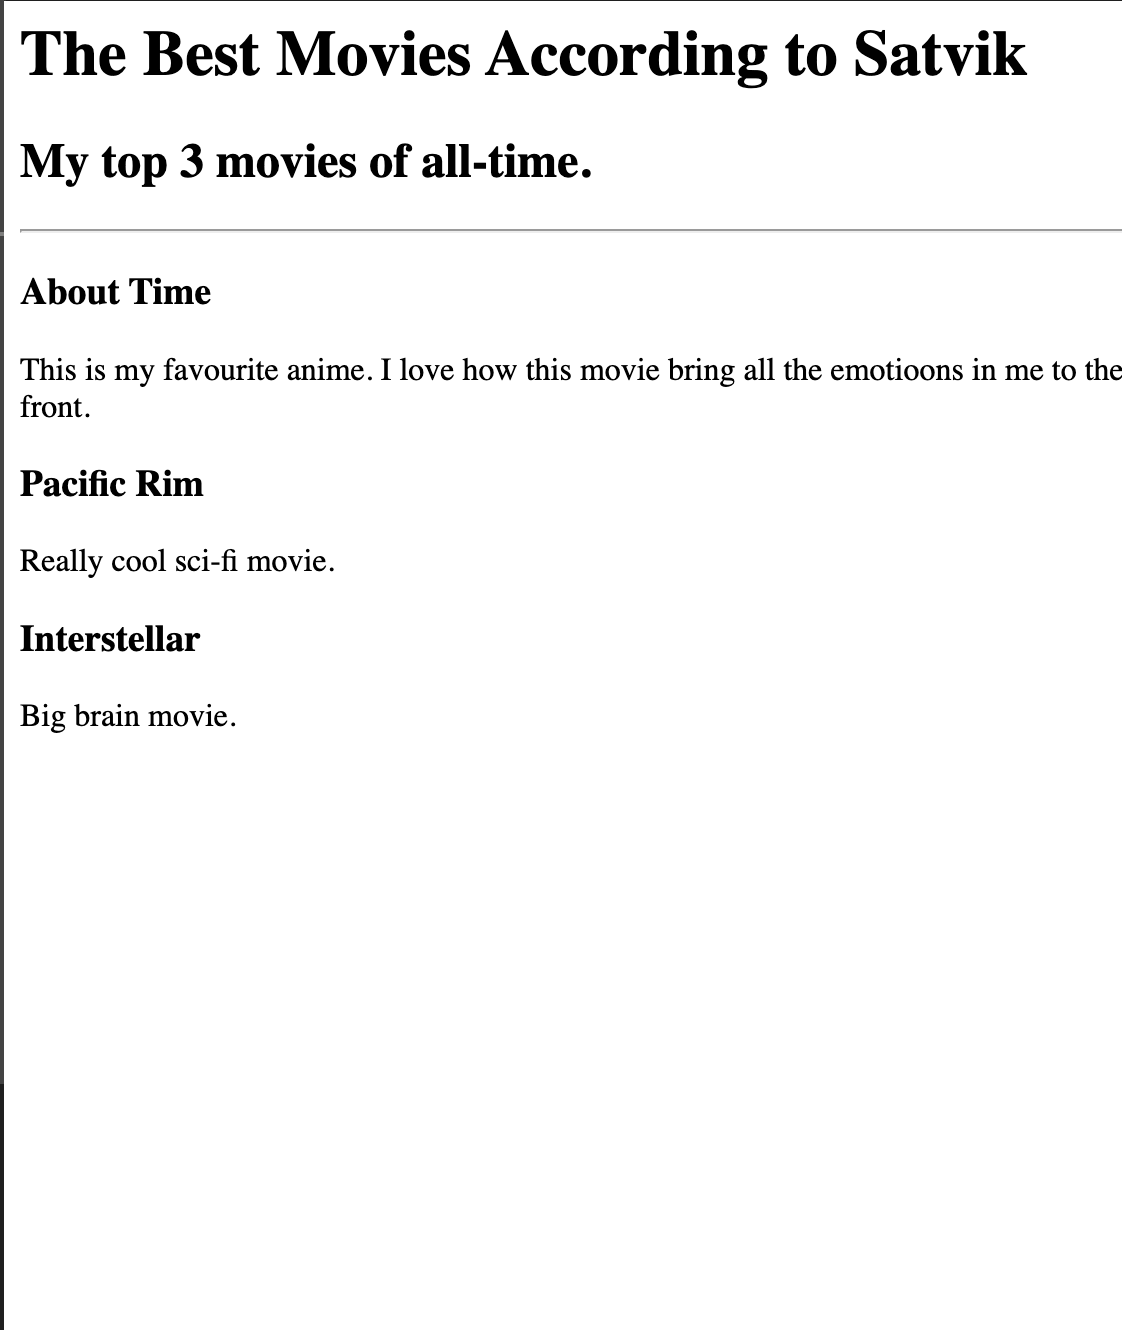 The Best Movies According to Satvik
My top 3 movies of all-time.
About Time
This is my favourite anime. I love how this movie bring all the emotioons in me to the
front.
Pacific Rim
Really cool sci-fi movie.
Interstellar
Big brain movie.